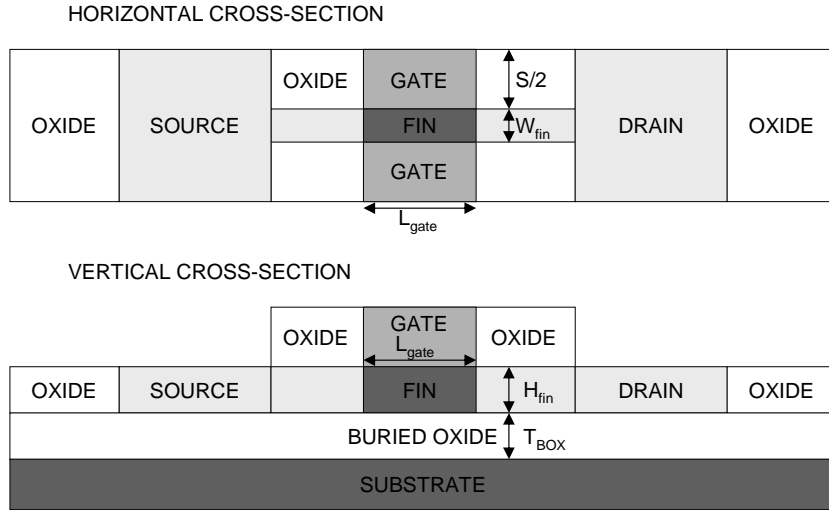 HORIZONTAL CROSS-SECTION
OXIDE GATE S/2
OXIDE SOURCE FIN W_fin DRAIN OXIDE
GATE
L_gate
VERTICAL CROSS-SECTION
OXIDE GATE OXIDE
L_gate
OXIDE SOURCE FIN H_fin DRAIN OXIDE
BURIED OXIDE T_BOX
SUBSTRATE